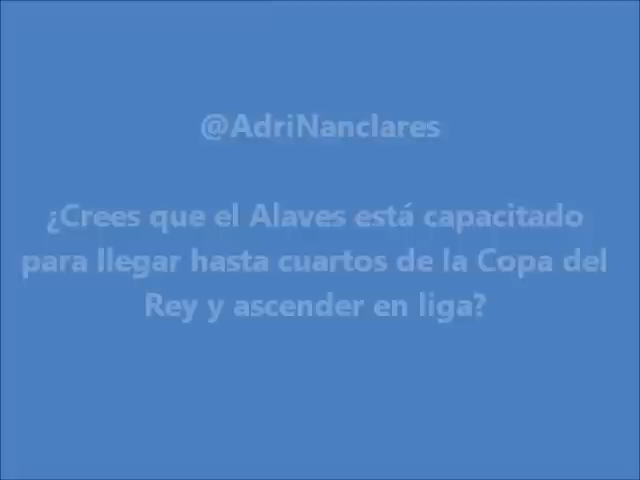 @AdriNanclares
¿Crees que el Alaves está capacitado
para llegar hasta cuartos de la Copa del
Rey y ascender en liga?